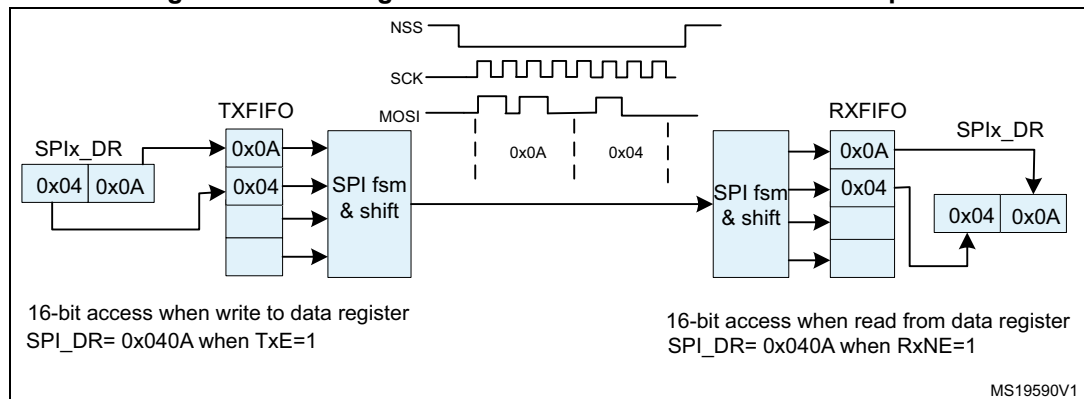 NSS
SCK
MOSI
TXFIFO
RXFIFO
SPIx_DR
SPIx_DR
0x04 0x0A
0x0A
0x04
SPI fsm
& shift
0x0A
0x04
SPI fsm
& shift
0x0A
0x04
0x04 0x0A
16-bit access when write to data register
SPI_DR= 0x040A when TxE=1
16-bit access when read from data register
SPI_DR= 0x040A when RxNE=1
MS19590V1